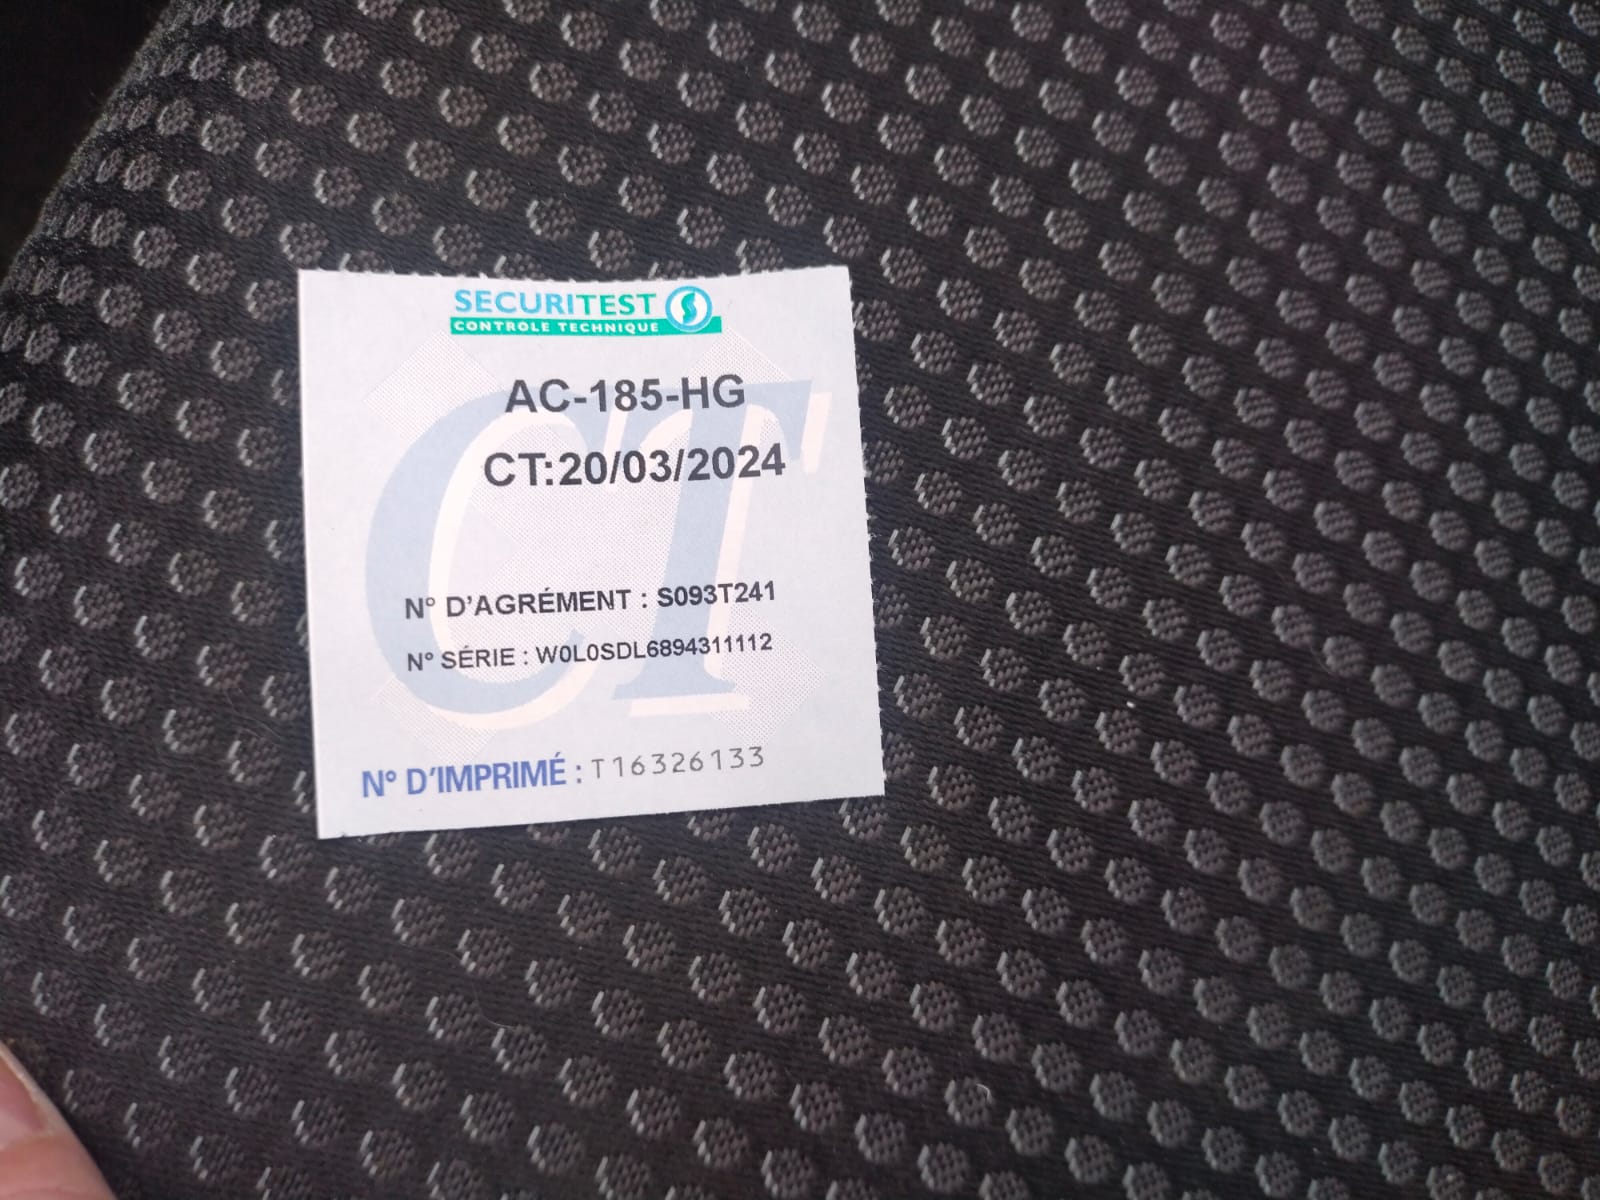 SECURITEST
CONTROLE TECHNIQUE
AC-185-HG
CT:20/03/2024
N° D'AGRÉMENT : S093T241
N° SÉRIE : W0L0SDL6894311112
N° D'IMPRIMÉ : T16326133